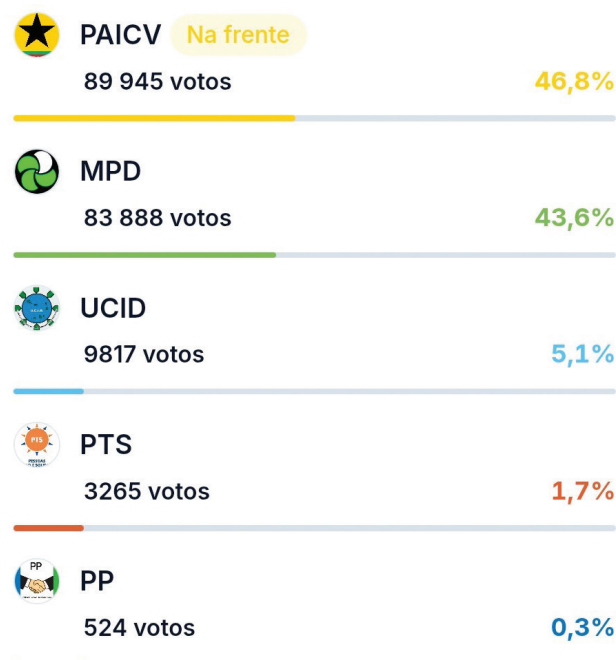 PAICV Na frente
89 945 votos 46,8%
MPD
83 888 votos 43,6%
UCID
9817 votos 5,1%
PTS
3265 votos 1,7%
PP
PP
524 votos 0,3%